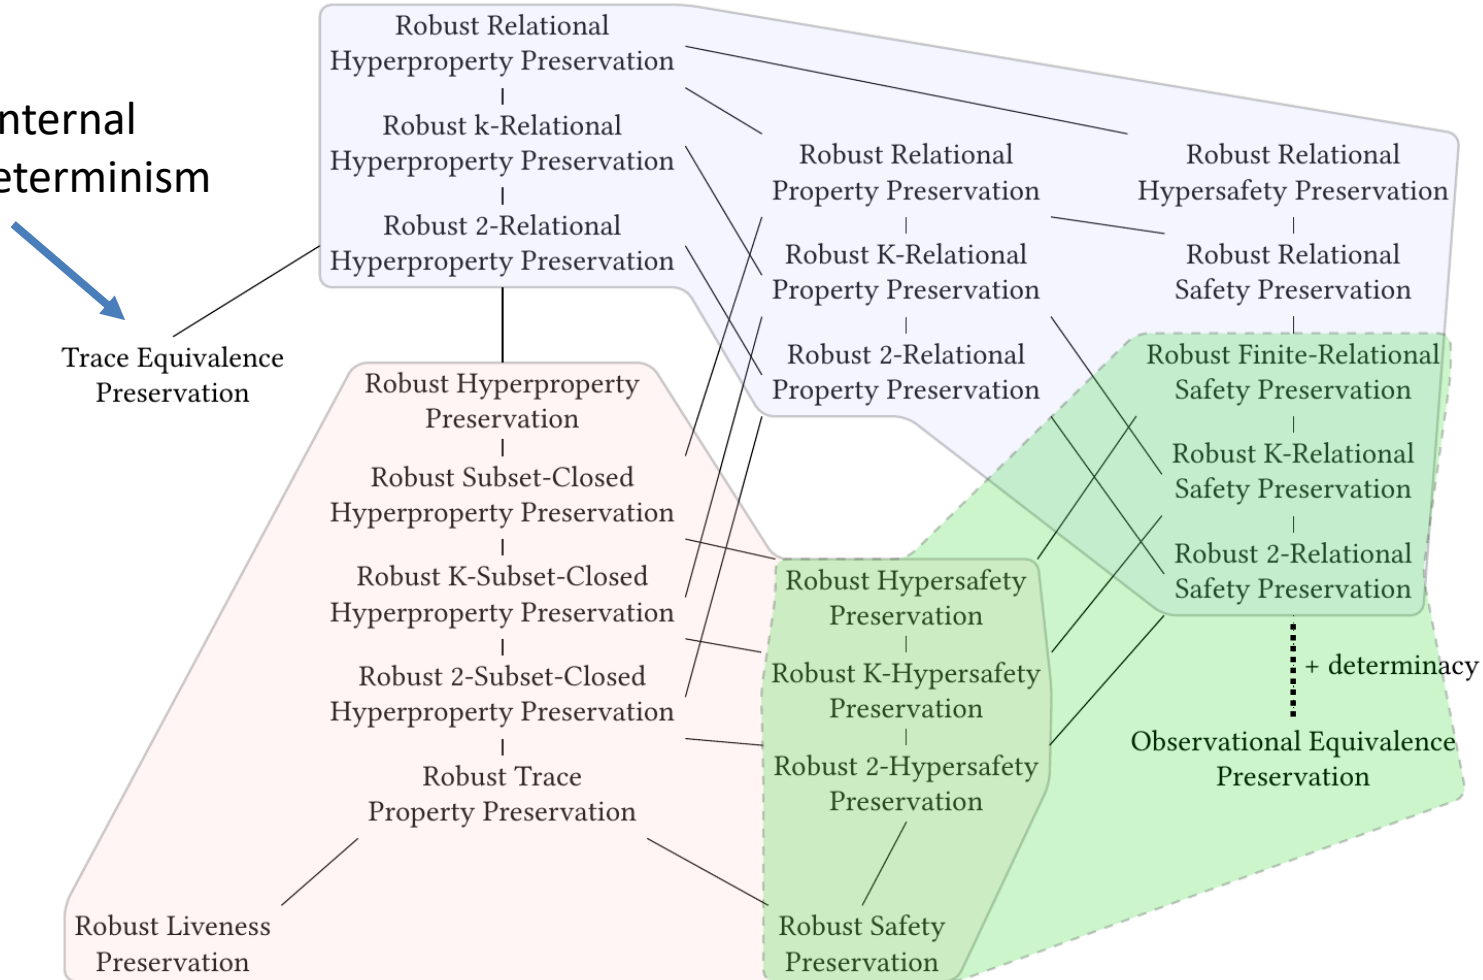 Robust Relational
Hyperproperty Preservation
Robust k-Relational
Hyperproperty Preservation
Robust 2-Relational
Hyperproperty Preservation
nternal
eterminism
Trace Equivalence
Preservation
Robust Relational
Property Preservation
Robust K-Relational
Property Preservation
Robust 2-Relational
Property Preservation
Robust Relational
Hypersafety Preservation
Robust Relational
Safety Preservation
Robust Finite-Relational
Safety Preservation
Robust K-Relational
Safety Preservation
Robust 2-Relational
Safety Preservation
+ determinacy
Observational Equivalence
Preservation
Robust Hyperproperty
Preservation
Robust Subset-Closed
Hyperproperty Preservation
Robust K-Subset-Closed
Hyperproperty Preservation
Robust 2-Subset-Closed
Hyperproperty Preservation
Robust Trace
Property Preservation
Robust Hypersafety
Preservation
Robust K-Hypersafety
Preservation
Robust 2-Hypersafety
Preservation
Robust Liveness
Preservation
Robust Safety
Preservation